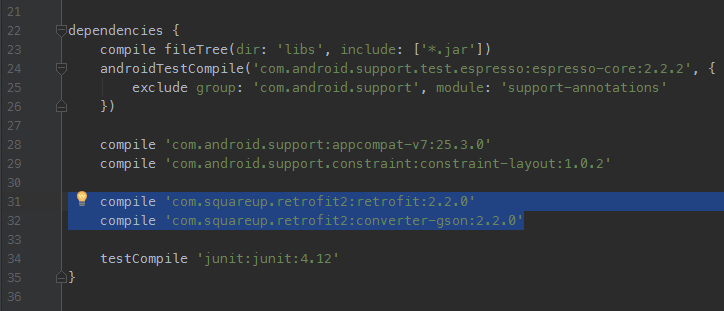 21
22 dependencies {
23 compile fileTree(dir: 'libs', include: ['*.jar'])
24 androidTestCompile('com.android.support.test.espresso:espresso-core:2.2.2', {
25 exclude group: 'com.android.support', module: 'support-annotations'
26 })
27
28 compile 'com.android.support:appcompat-v7:25.3.0'
29 compile 'com.android.support.constraint:constraint-layout:1.0.2'
30
31 compile 'com.squareup.retrofit2:retrofit:2.2.0'
32 compile 'com.squareup.retrofit2:converter-gson:2.2.0'
33
34 testCompile 'junit:junit:4.12'
35 }
36